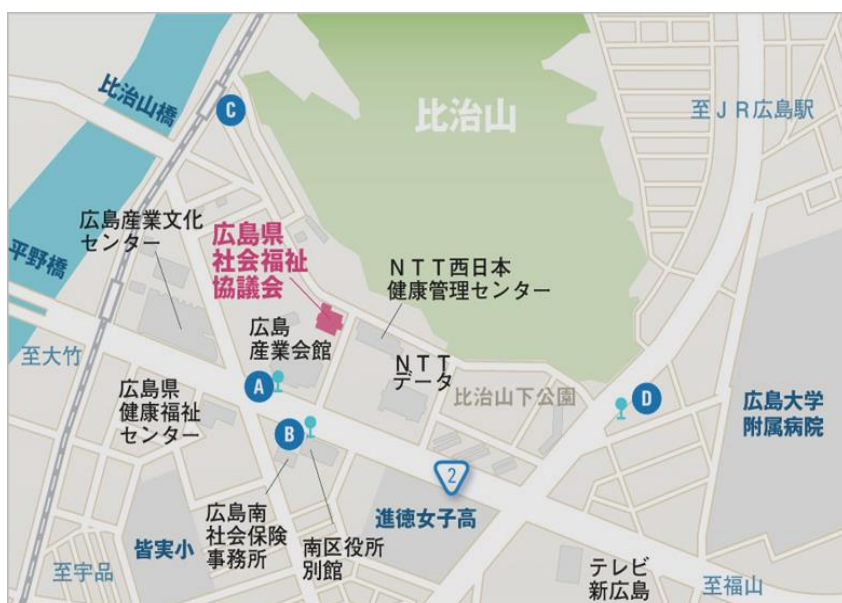 比治山橋
C
比治山
至ＪＲ広島駅
広島産業文化
センター
広島県
社会福祉
協議会
ＮＴＴ西日本
健康管理センター
平野橋
広島
産業会館
至大竹
ＮＴＴ
データ
A
比治山下公園
D
広島県
健康福祉
センター
広島大学
附属病院
B
2
広島南
社会保険
事務所
進徳女子高
皆実小
南区役所
別館
至宇品
テレビ
新広島
至福山